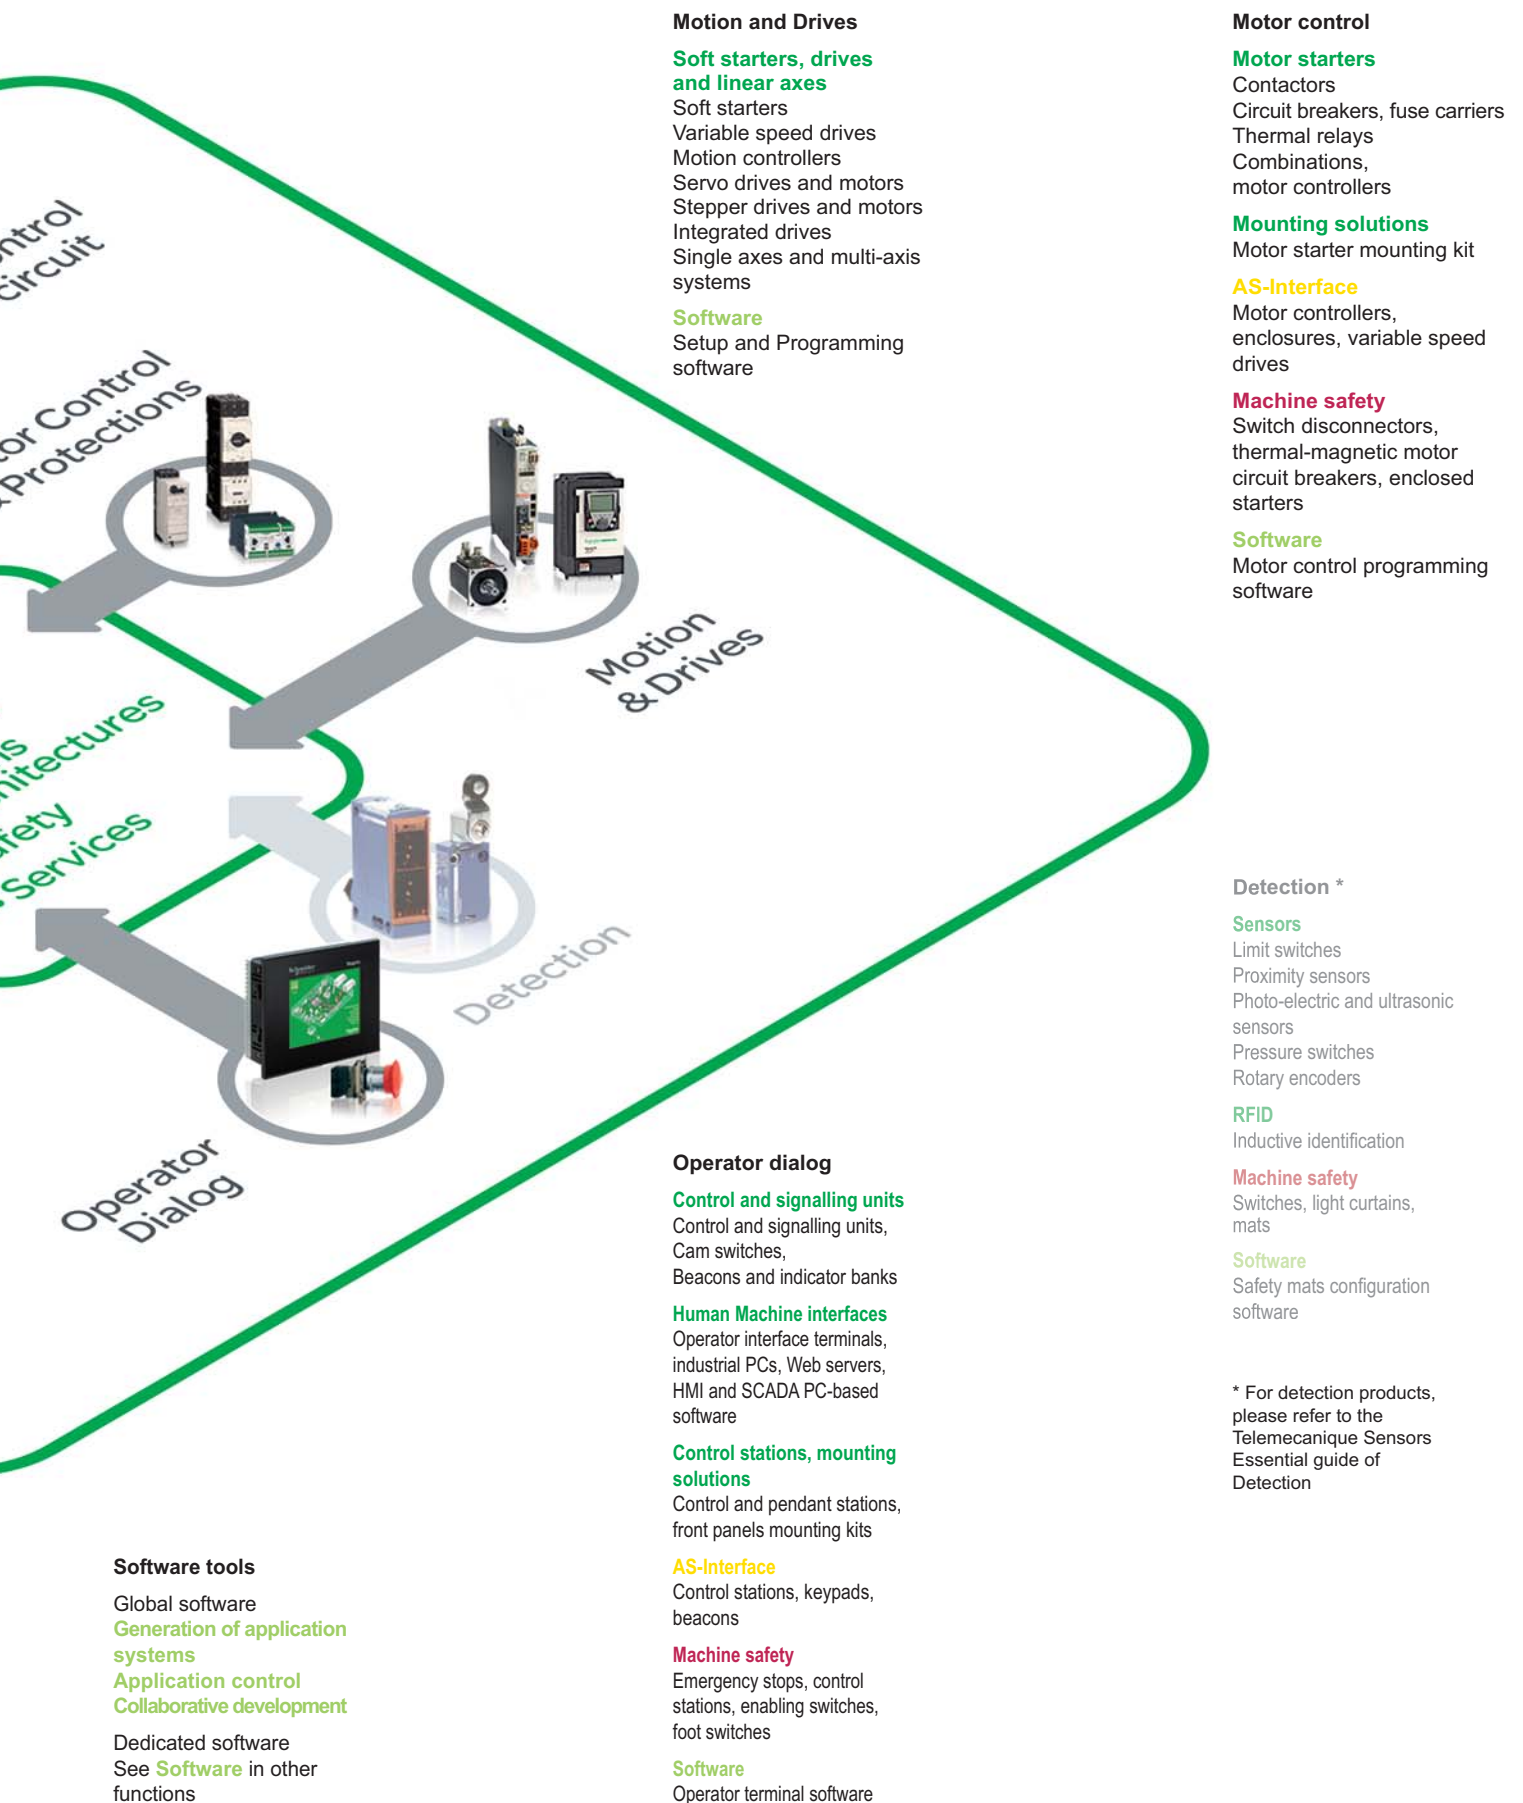 Motion and Drives
Soft starters, drives
and linear axes
Soft starters
Variable speed drives
Motion controllers
Servo drives and motors
Stepper drives and motors
Integrated drives
Single axes and multi-axis
systems
Software
Setup and Programming
software
Motor control
Motor starters
Contactors
Circuit breakers, fuse carriers
Thermal relays
Combinations,
motor controllers
Mounting solutions
Motor starter mounting kit
AS-Interface
Motor controllers,
enclosures, variable speed
drives
Machine safety
Switch disconnectors,
thermal-magnetic motor
circuit breakers, enclosed
starters
Software
Motor control programming
software
ntrol
circuit
or Control
& Protections
Motion
& Drives
s
hitectures
fety
Services
Detection
Operator
Dialog
Detection *
Sensors
Limit switches
Proximity sensors
Photo-electric and ultrasonic
sensors
Pressure switches
Rotary encoders
RFID
Inductive identification
Machine safety
Switches, light curtains,
mats
Software
Safety mats configuration
software
* For detection products,
please refer to the
Telemecanique Sensors
Essential guide of
Detection
Operator dialog
Control and signalling units
Control and signalling units,
Cam switches,
Beacons and indicator banks
Human Machine interfaces
Operator interface terminals,
industrial PCs, Web servers,
HMI and SCADA PC-based
software
Control stations, mounting
solutions
Control and pendant stations,
front panels mounting kits
AS-Interface
Control stations, keypads,
beacons
Machine safety
Emergency stops, control
stations, enabling switches,
foot switches
Software
Operator terminal software
Software tools
Global software
Generation of application
systems
Application control
Collaborative development
Dedicated software
See Software in other
functions